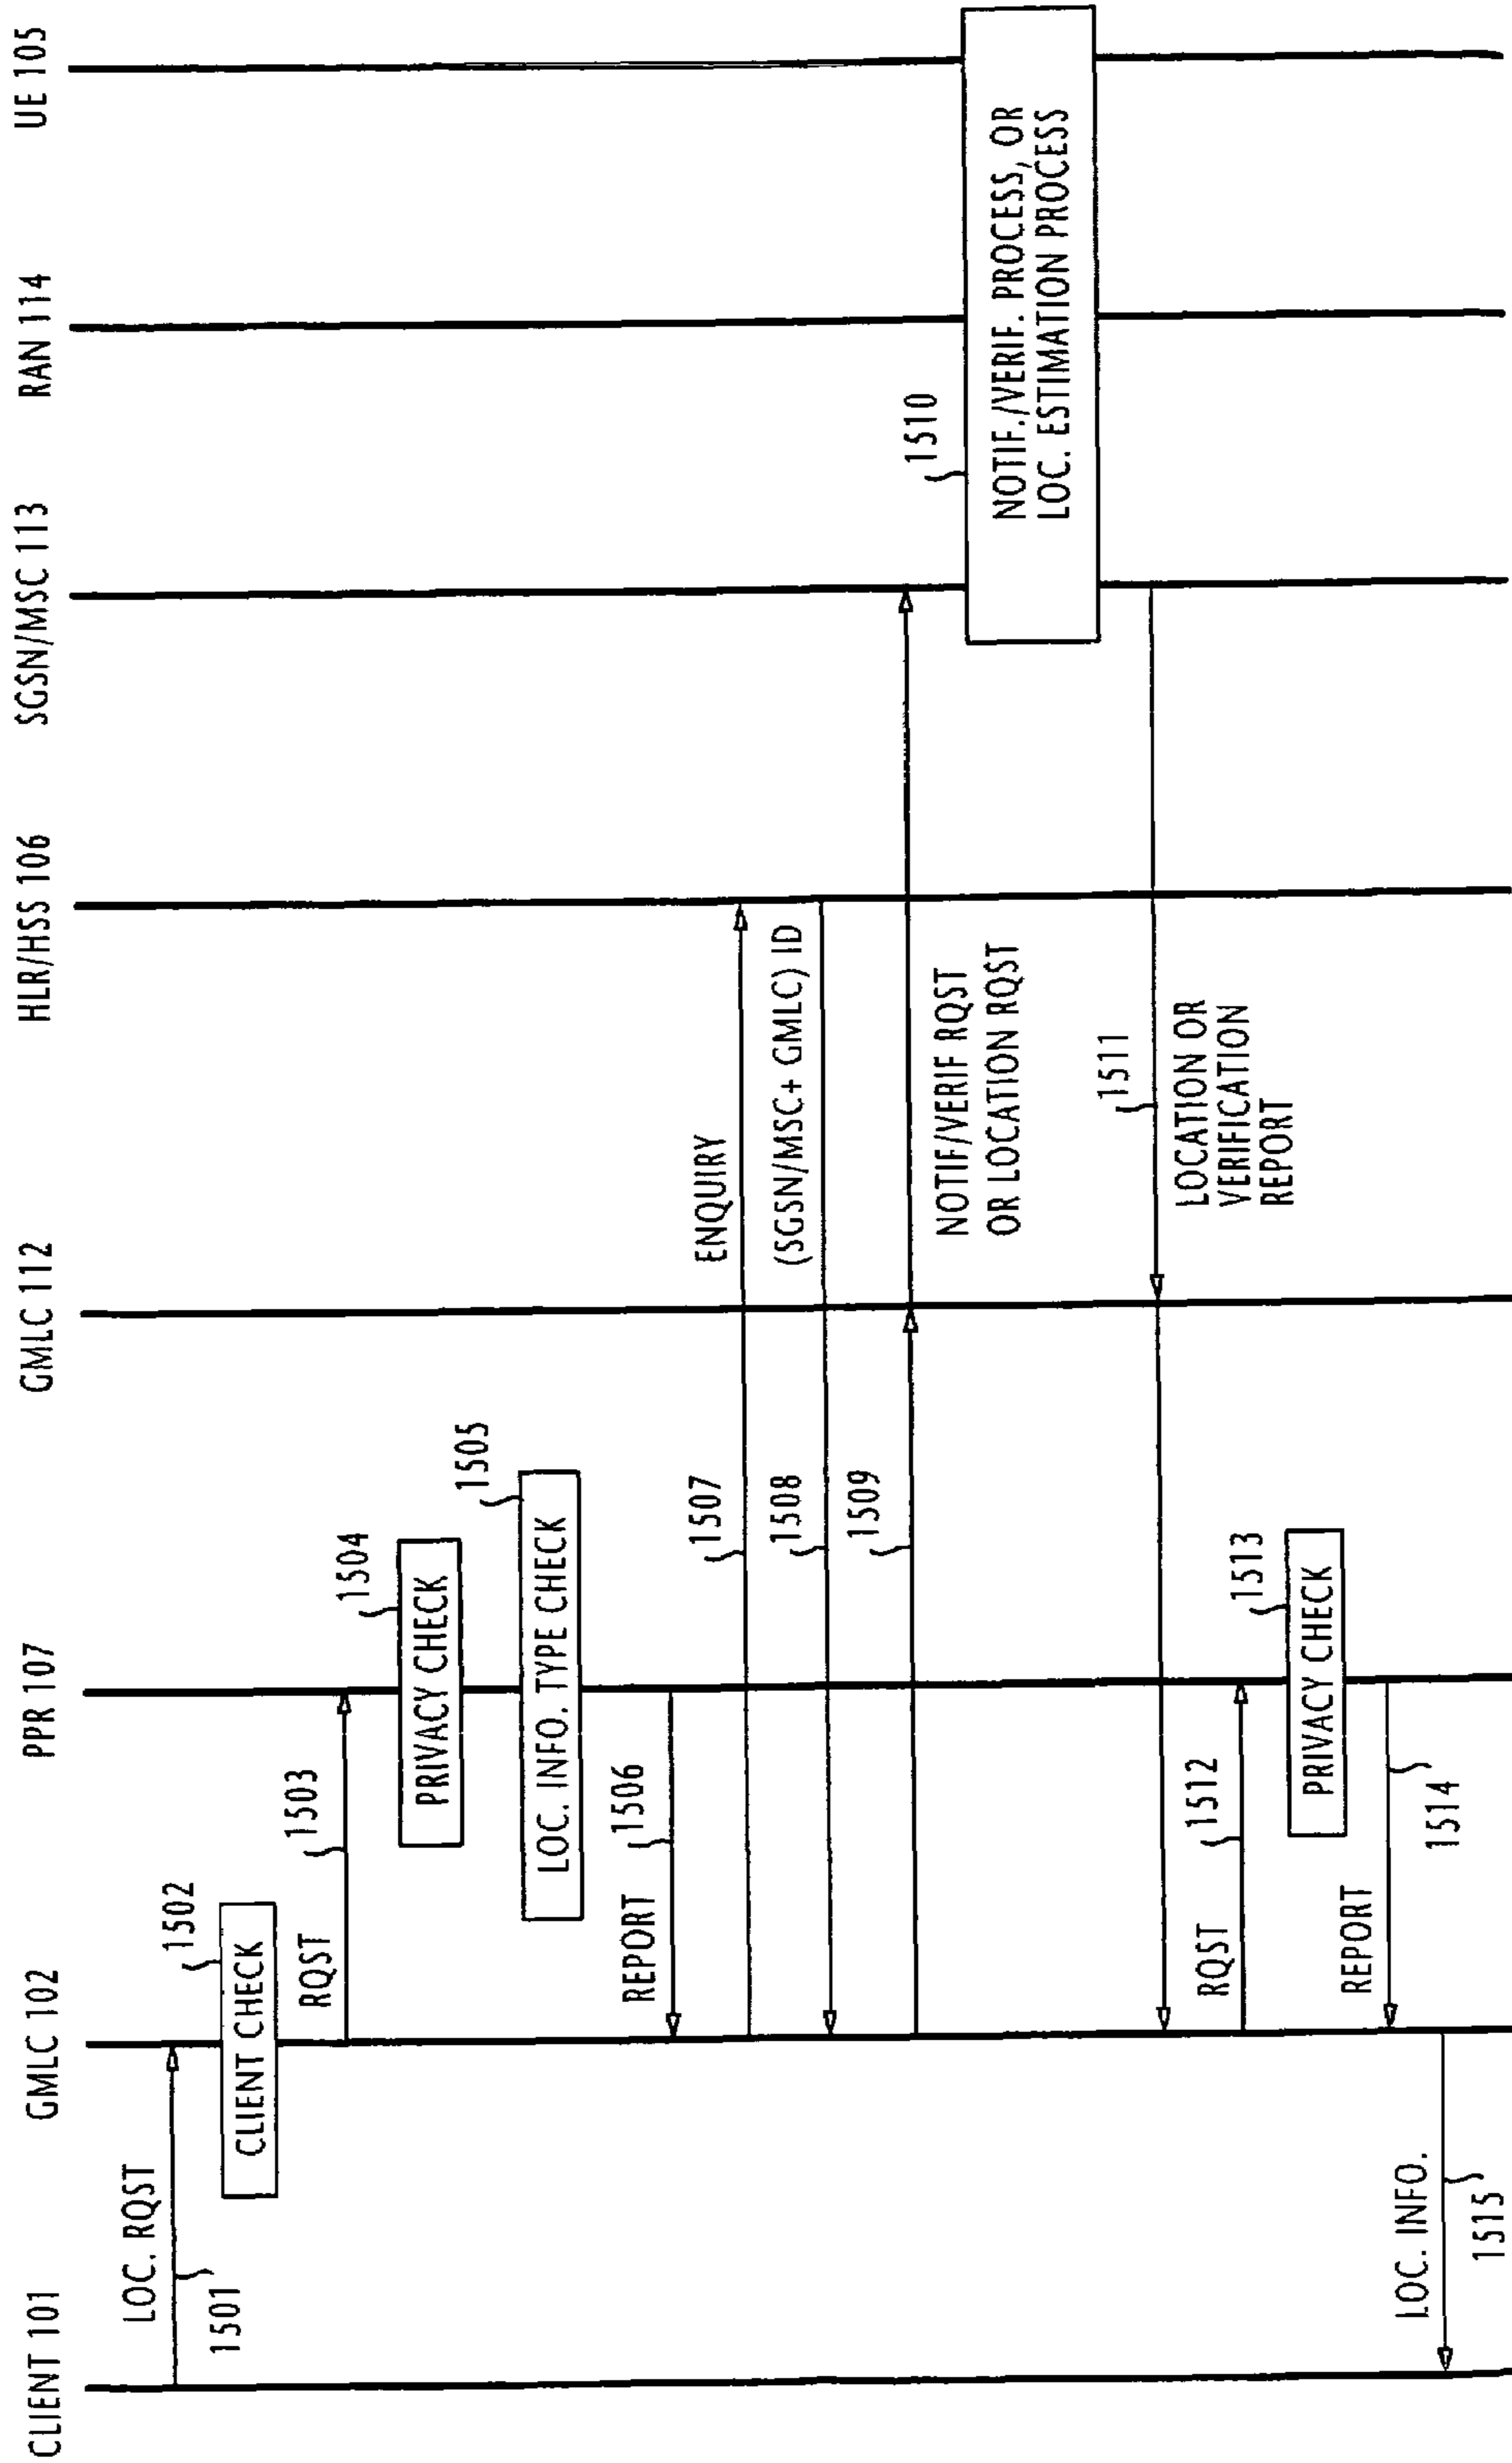 CLIENT 101
GMLC 102
PPR 107
GMLC 112
HLR/HSS 106
SGSN/MSC 113
RAN 114
UE 105
LOC. RQST
1501
CLIENT CHECK
1502
RQST
1503
PRIVACY CHECK
1504
LOC. INFO. TYPE CHECK
1505
REPORT
1506
1507
ENQUIRY
1508
(SGSN/MSC+ GMLC) ID
1509
NOTIF/VERIF RQST
OR LOCATION RQST
1510
NOTIF./VERIF. PROCESS, OR
LOC. ESTIMATION PROCESS
1511
LOCATION OR
VERIFICATION
REPORT
RQST
1512
PRIVACY CHECK
1513
REPORT
1514
LOC. INFO.
1515